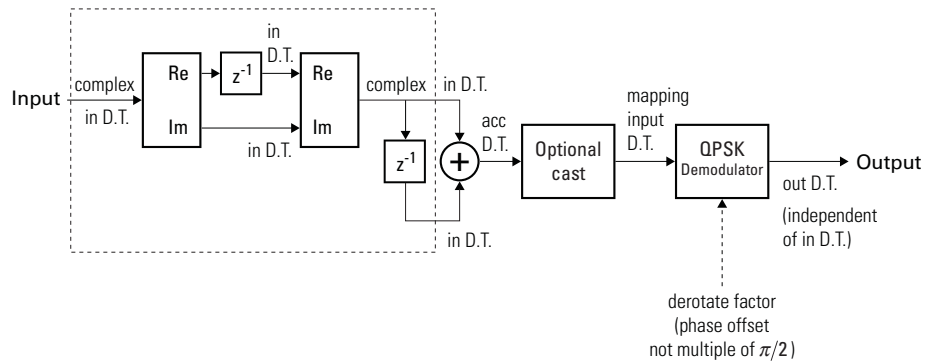 Input
complex
in D.T.
Re
Im
z⁻¹
in
D.T.
in D.T.
Re
Im
complex
z⁻¹
in D.T.
in D.T.
+
acc
D.T.
Optional
cast
mapping
input
D.T.
QPSK
Demodulator
Output
out D.T.
(independent
of in D.T.)
derotate factor
(phase offset
not multiple of π/2)